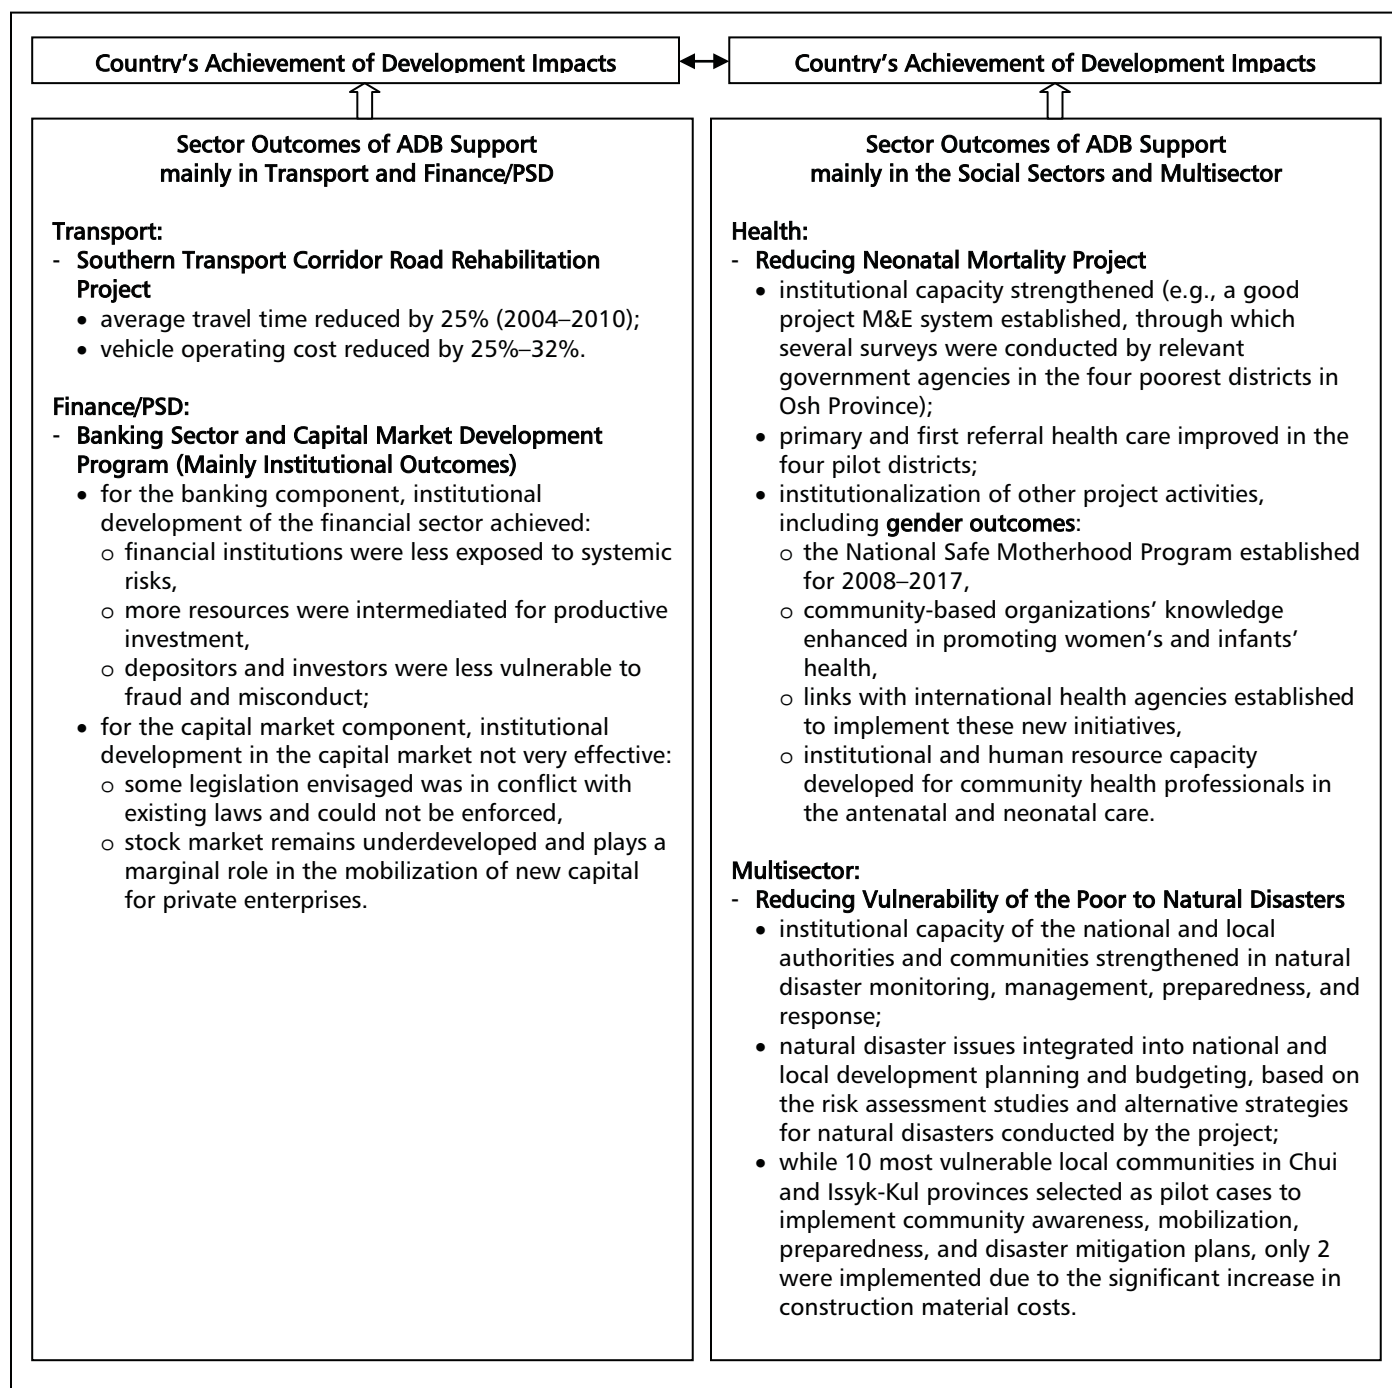 Country's Achievement of Development Impacts
Country's Achievement of Development Impacts
Sector Outcomes of ADB Support
mainly in Transport and Finance/PSD
Transport:
- Southern Transport Corridor Road Rehabilitation
Project
• average travel time reduced by 25% (2004–2010);
• vehicle operating cost reduced by 25%–32%.
Finance/PSD:
- Banking Sector and Capital Market Development
Program (Mainly Institutional Outcomes)
• for the banking component, institutional
development of the financial sector achieved:
o financial institutions were less exposed to systemic
risks,
o more resources were intermediated for productive
investment,
o depositors and investors were less vulnerable to
fraud and misconduct;
• for the capital market component, institutional
development in the capital market not very effective:
o some legislation envisaged was in conflict with
existing laws and could not be enforced,
o stock market remains underdeveloped and plays a
marginal role in the mobilization of new capital
for private enterprises.
Sector Outcomes of ADB Support
mainly in the Social Sectors and Multisector
Health:
- Reducing Neonatal Mortality Project
• institutional capacity strengthened (e.g., a good
project M&E system established, through which
several surveys were conducted by relevant
government agencies in the four poorest districts in
Osh Province);
• primary and first referral health care improved in the
four pilot districts;
• institutionalization of other project activities,
including gender outcomes:
o the National Safe Motherhood Program established
for 2008–2017,
o community-based organizations' knowledge
enhanced in promoting women's and infants'
health,
o links with international health agencies established
to implement these new initiatives,
o institutional and human resource capacity
developed for community health professionals in
the antenatal and neonatal care.
Multisector:
- Reducing Vulnerability of the Poor to Natural Disasters
• institutional capacity of the national and local
authorities and communities strengthened in natural
disaster monitoring, management, preparedness, and
response;
• natural disaster issues integrated into national and
local development planning and budgeting, based on
the risk assessment studies and alternative strategies
for natural disasters conducted by the project;
• while 10 most vulnerable local communities in Chui
and Issyk-Kul provinces selected as pilot cases to
implement community awareness, mobilization,
preparedness, and disaster mitigation plans, only 2
were implemented due to the significant increase in
construction material costs.